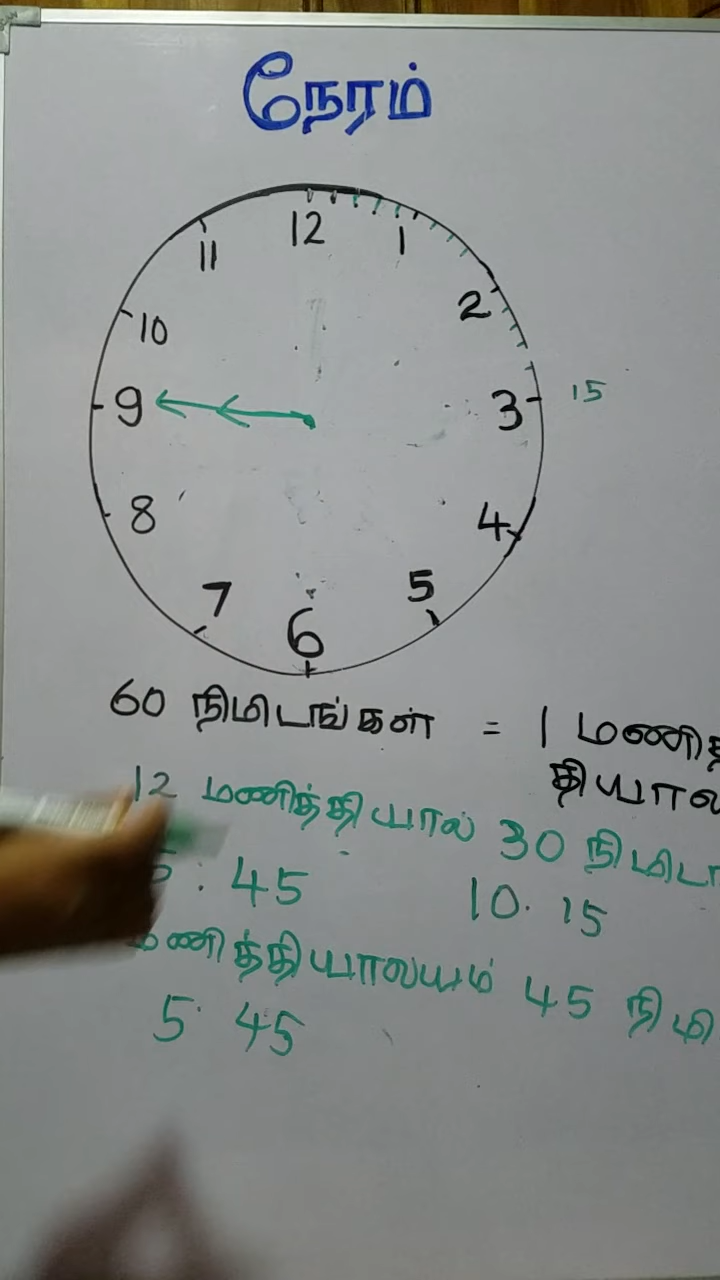 நேரம்
12
11 1
10 2
9 3 15
8 4
7 5
6
60 நிமிடங்கள் = 1 மணித்
தியால
12 மணித்தியால 30 நிமிட
: 45 10. 15
மணித்தியாலயம் 45 நிமி
5. 45